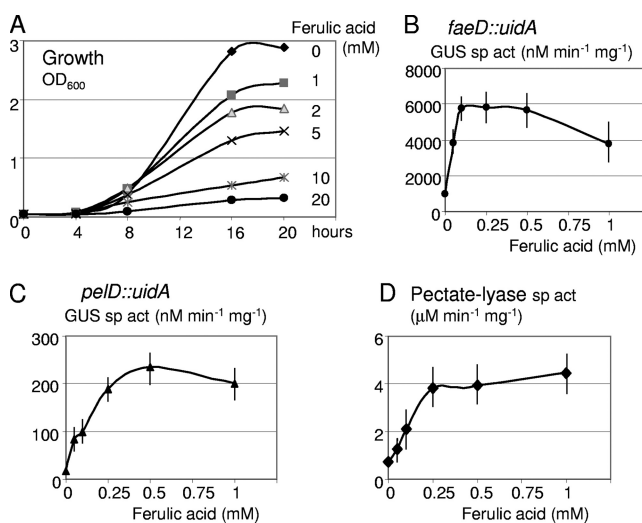 A
Growth
OD600
Ferulic acid
(mM)
3
2
1
0
0
1
2
5
10
20
0 4 8 12 16 20 hours
B
faeD::uidA
GUS sp act (nM min-1 mg-1)
8000
6000
4000
2000
0
0 0.25 0.5 0.75 1
Ferulic acid (mM)
C
pelD::uidA
GUS sp act (nM min-1 mg-1)
300
200
100
0
0 0.25 0.5 0.75 1
Ferulic acid (mM)
D
Pectate-lyase sp act
(μM min-1 mg-1)
6
4
2
0
0 0.25 0.5 0.75 1
Ferulic acid (mM)